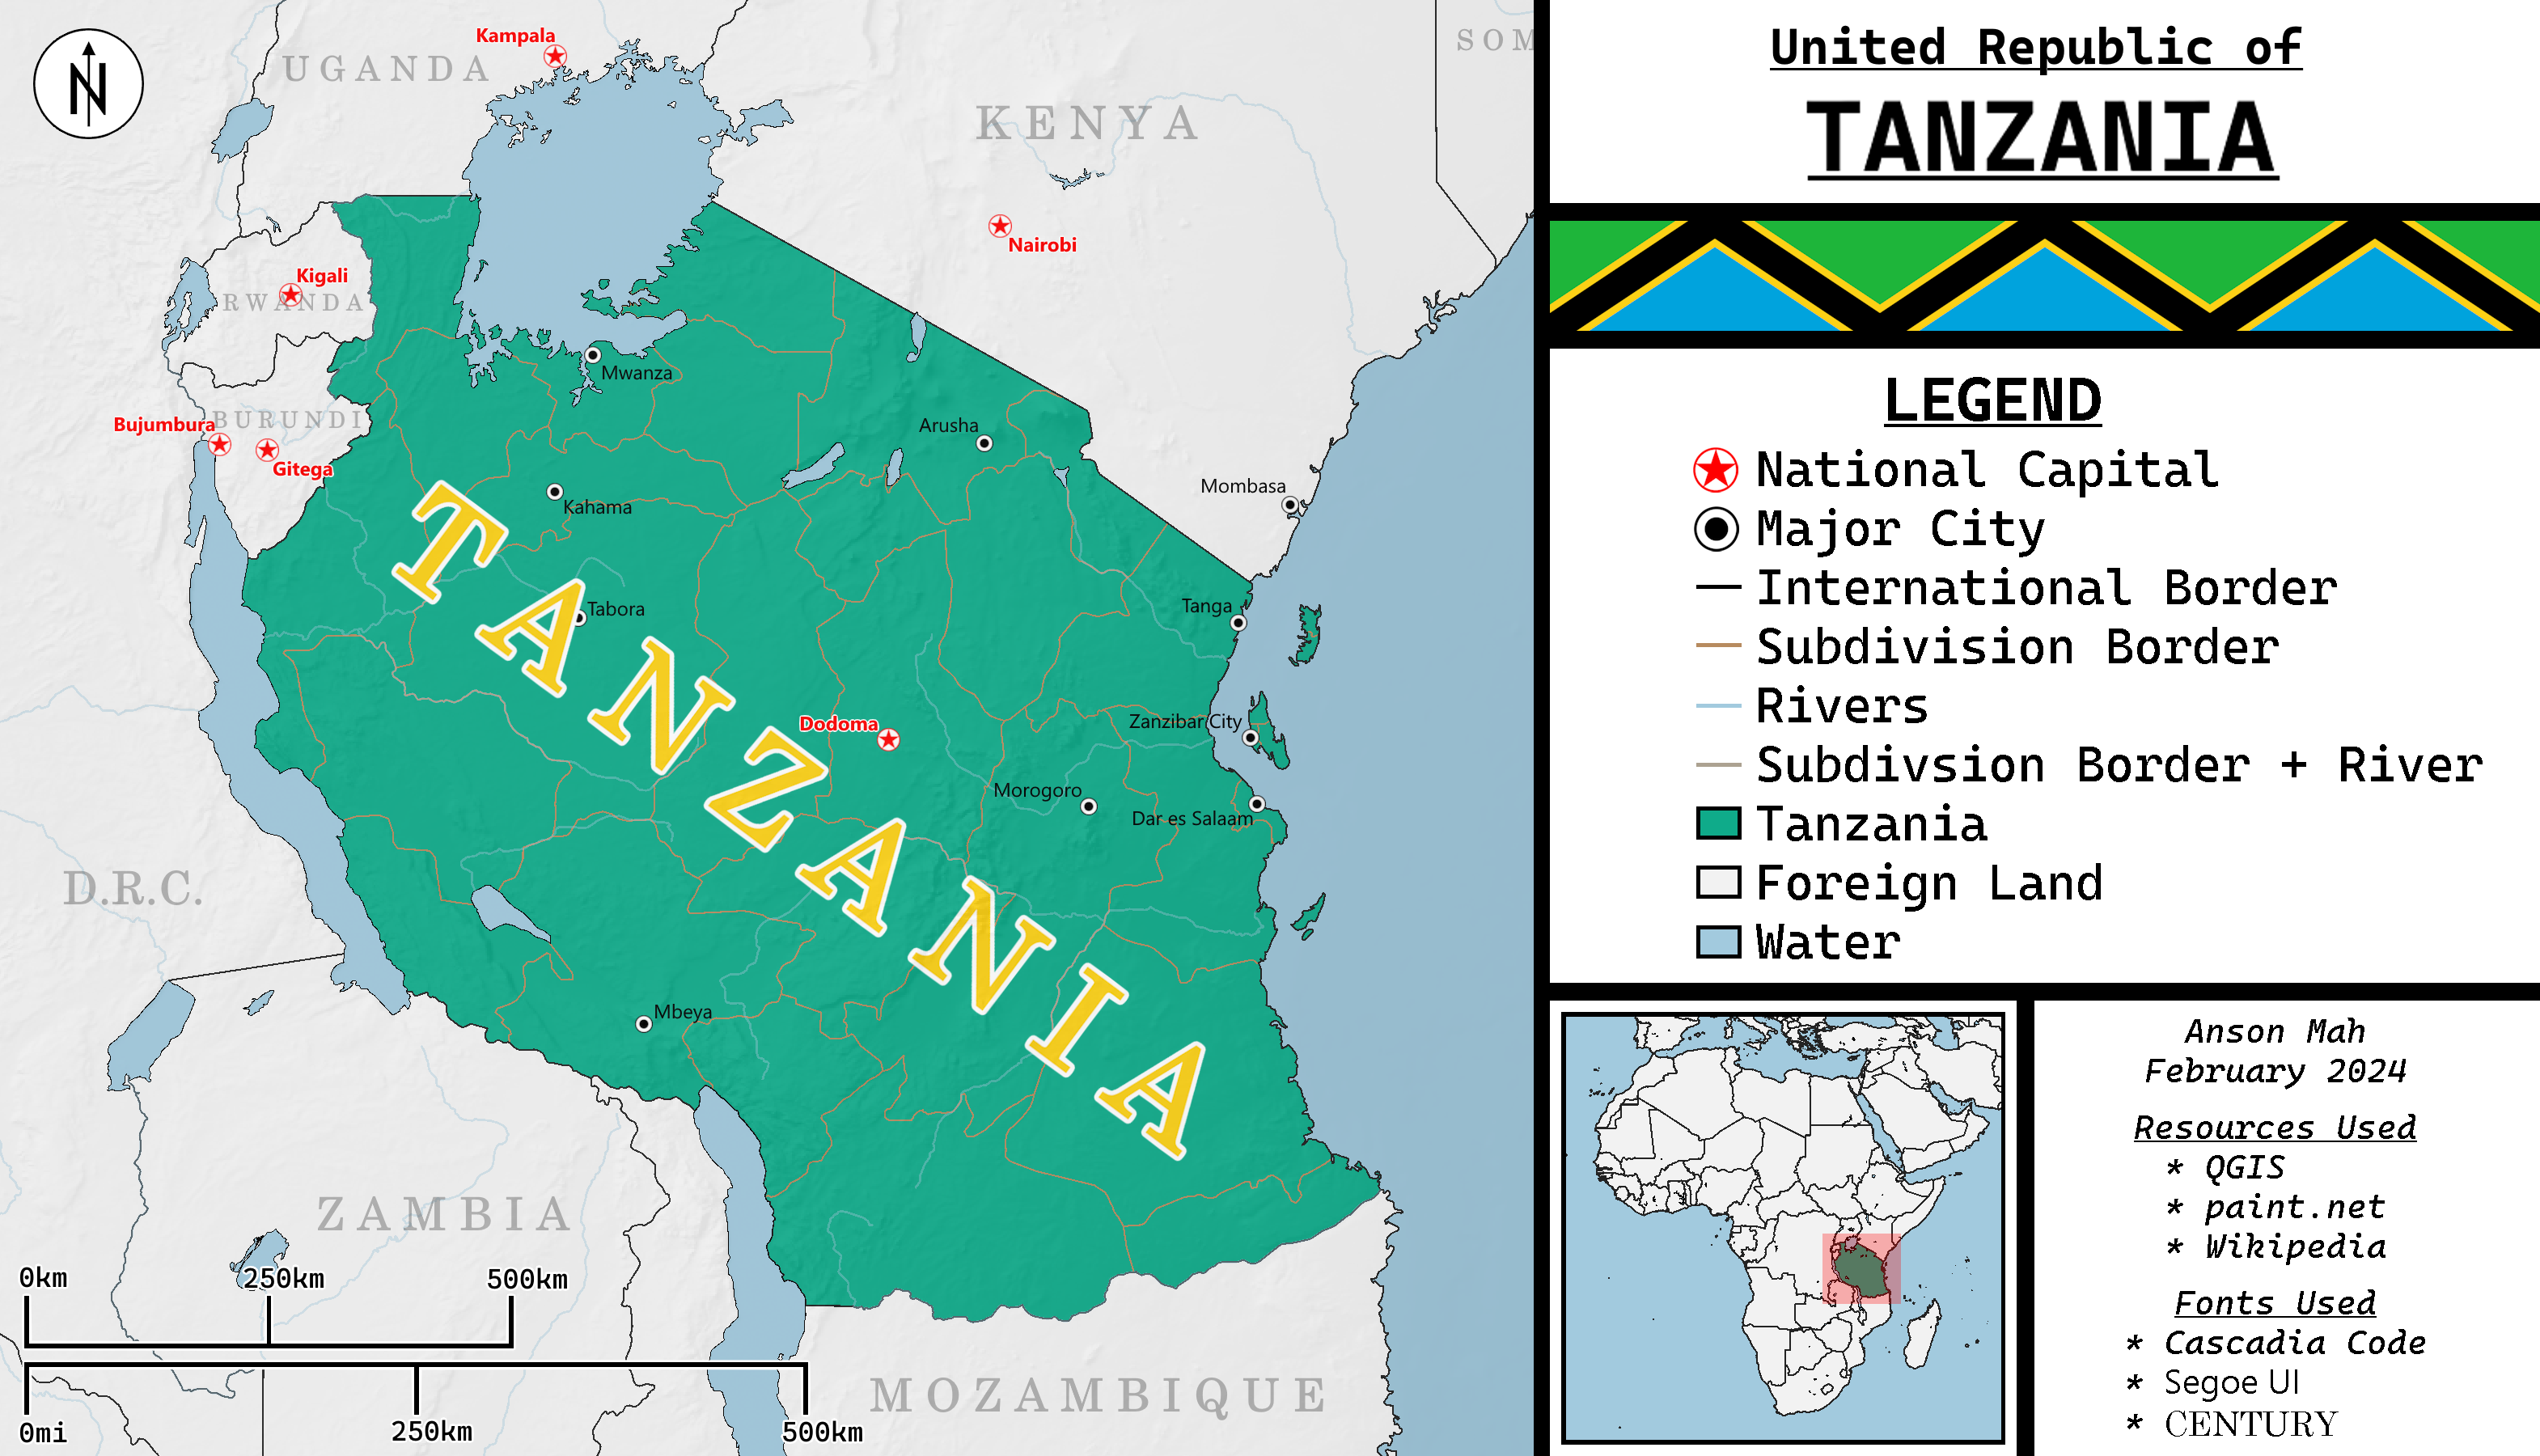 N
UGANDA
Kampala
KENYA
SOM
Nairobi
Kigali
RWANDA
Mwanza
BURUNDI
Bujumbura
Gitega
Arusha
Mombasa
Kahama
Tabora
Tanga
TANZANIA
Dodoma
Zanzibar City
Morogoro
Dar es Salaam
D.R.C.
Mbeya
ZAMBIA
MOZAMBIQUE
0km 250km 500km
0mi 250km 500km
United Republic of
TANZANIA
LEGEND
National Capital
Major City
International Border
Subdivision Border
Rivers
Subdivsion Border + River
Tanzania
Foreign Land
Water
Anson Mah
February 2024
Resources Used
* QGIS
* paint.net
* Wikipedia
Fonts Used
* Cascadia Code
* Segoe UI
* CENTURY